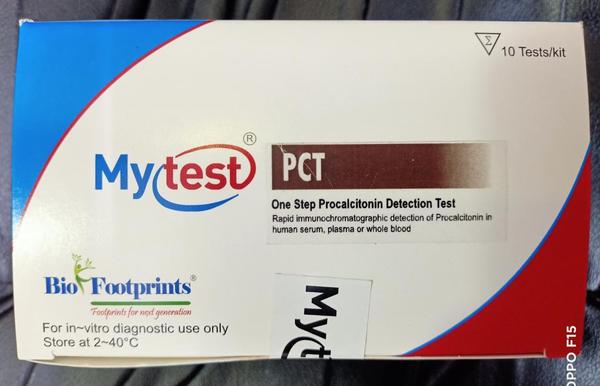 Σ
10 Tests/kit
Mytest®
PCT
One Step Procalcitonin Detection Test
Rapid immunochromatographic detection of Procalcitonin in
human serum, plasma or whole blood
Bio Footprints®
Footprints for next generation
For in~vitro diagnostic use only
Store at 2~40°C
Myt
OPPO F15